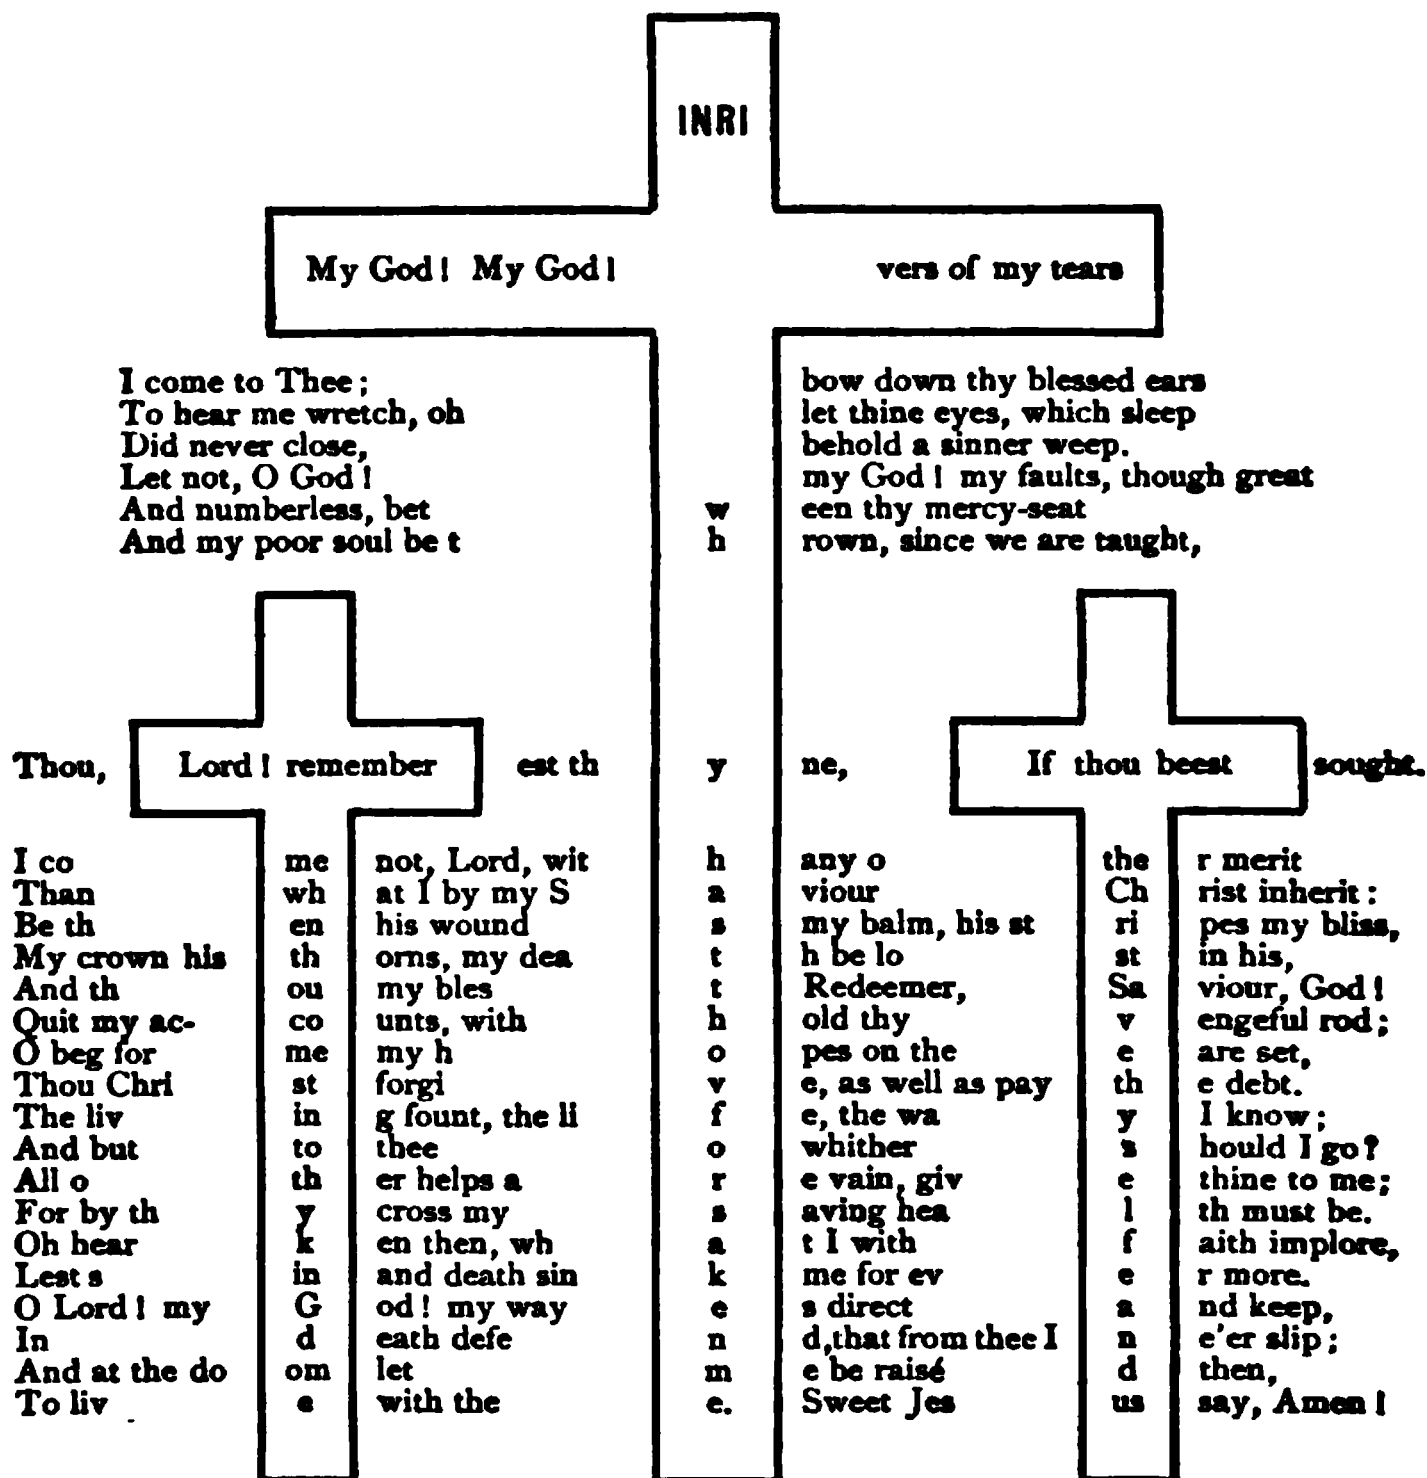 INRI
My God! My God! vers of my tears
I come to Thee; bow down thy blessed ears
To hear me wretch, oh let thine eyes, which sleep
Did never close, behold a sinner weep.
Let not, O God! my God! my faults, though great
And numberless, bet w een thy mercy-seat
And my poor soul be t h rown, since we are taught,
Thou, Lord! remember est th y ne, If thou beest sought.
I co me not, Lord, wit h any o the r merit
Than wh at I by my S a viour Ch rist inherit:
Be th en his wound s my balm, his st ri pes my bliss,
My crown his th orns, my dea t h be lo st in his,
And th ou my bles t Redeemer, Sa viour, God!
Quit my ac- co unts, with h old thy v engeful rod;
O beg for me my h o pes on the e are set,
Thou Chri st forgi v e, as well as pay th e debt.
The liv in g fount, the li f e, the wa y I know;
And but to thee o whither s hould I go?
All o th er helps a r e vain, giv e thine to me;
For by th y cross my s aving hea l th must be.
Oh hear k en then, wh a t I with f aith implore,
Lest s in and death sin k me for ev e r more.
O Lord! my G od! my way e s direct a nd keep,
In d eath defe n d,that from thee I n e'er slip;
And at the do om let m e be raisé d then,
To liv e with the e. Sweet Jes us say, Amen!